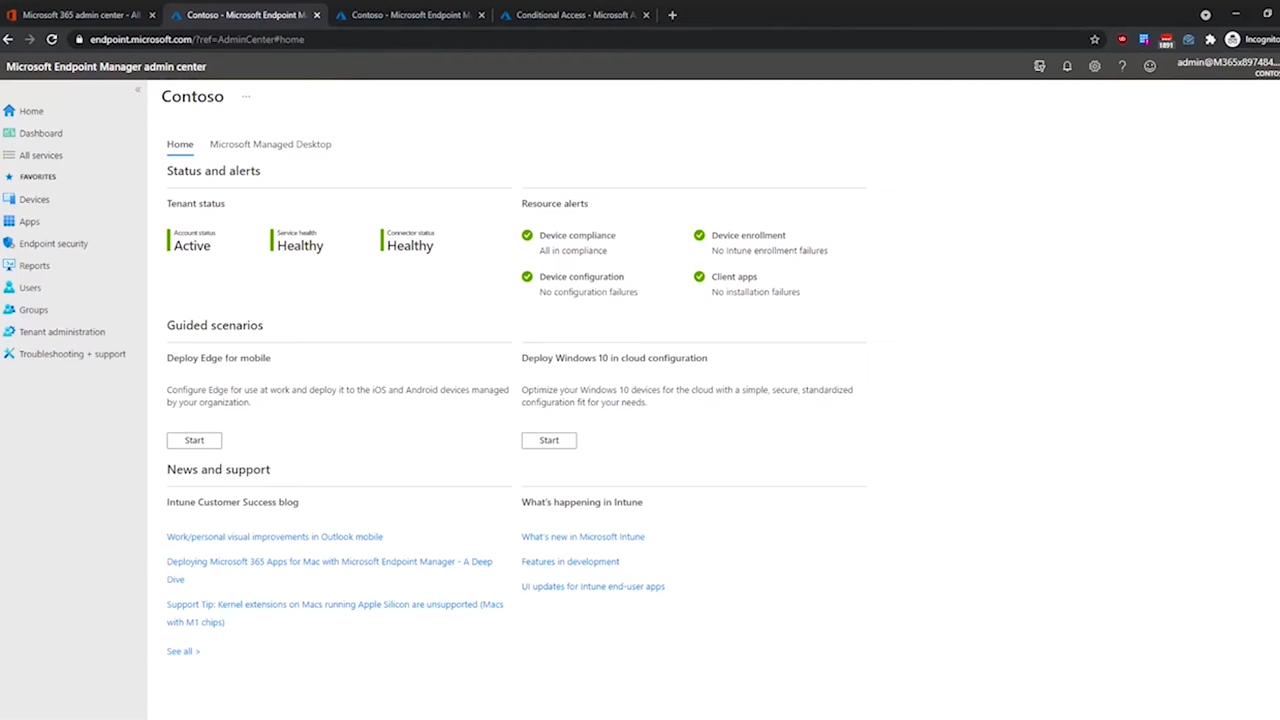 Microsoft 365 admin center - All
Contoso - Microsoft Endpoint M
Contoso - Microsoft Endpoint M
Conditional Access - Microsoft A
endpoint.microsoft.com/?ref=AdminCenter#home
1891
Incognito
Microsoft Endpoint Manager admin center
admin@M365x897484...
CONTOS
Contoso ...
Home
Dashboard
All services
FAVORITES
Devices
Apps
Endpoint security
Reports
Users
Groups
Tenant administration
Troubleshooting + support
Home Microsoft Managed Desktop
Status and alerts
Tenant status
Account status
Active
Service health
Healthy
Connector status
Healthy
Resource alerts
Device compliance
All in compliance
Device enrollment
No Intune enrollment failures
Device configuration
No configuration failures
Client apps
No installation failures
Guided scenarios
Deploy Edge for mobile
Configure Edge for use at work and deploy it to the iOS and Android devices managed
by your organization.
Start
Deploy Windows 10 in cloud configuration
Optimize your Windows 10 devices for the cloud with a simple, secure, standardized
configuration fit for your needs.
Start
News and support
Intune Customer Success blog
Work/personal visual improvements in Outlook mobile
Deploying Microsoft 365 Apps for Mac with Microsoft Endpoint Manager - A Deep
Dive
Support Tip: Kernel extensions on Macs running Apple Silicon are unsupported (Macs
with M1 chips)
See all >
What's happening in Intune
What's new in Microsoft Intune
Features in development
UI updates for Intune end-user apps